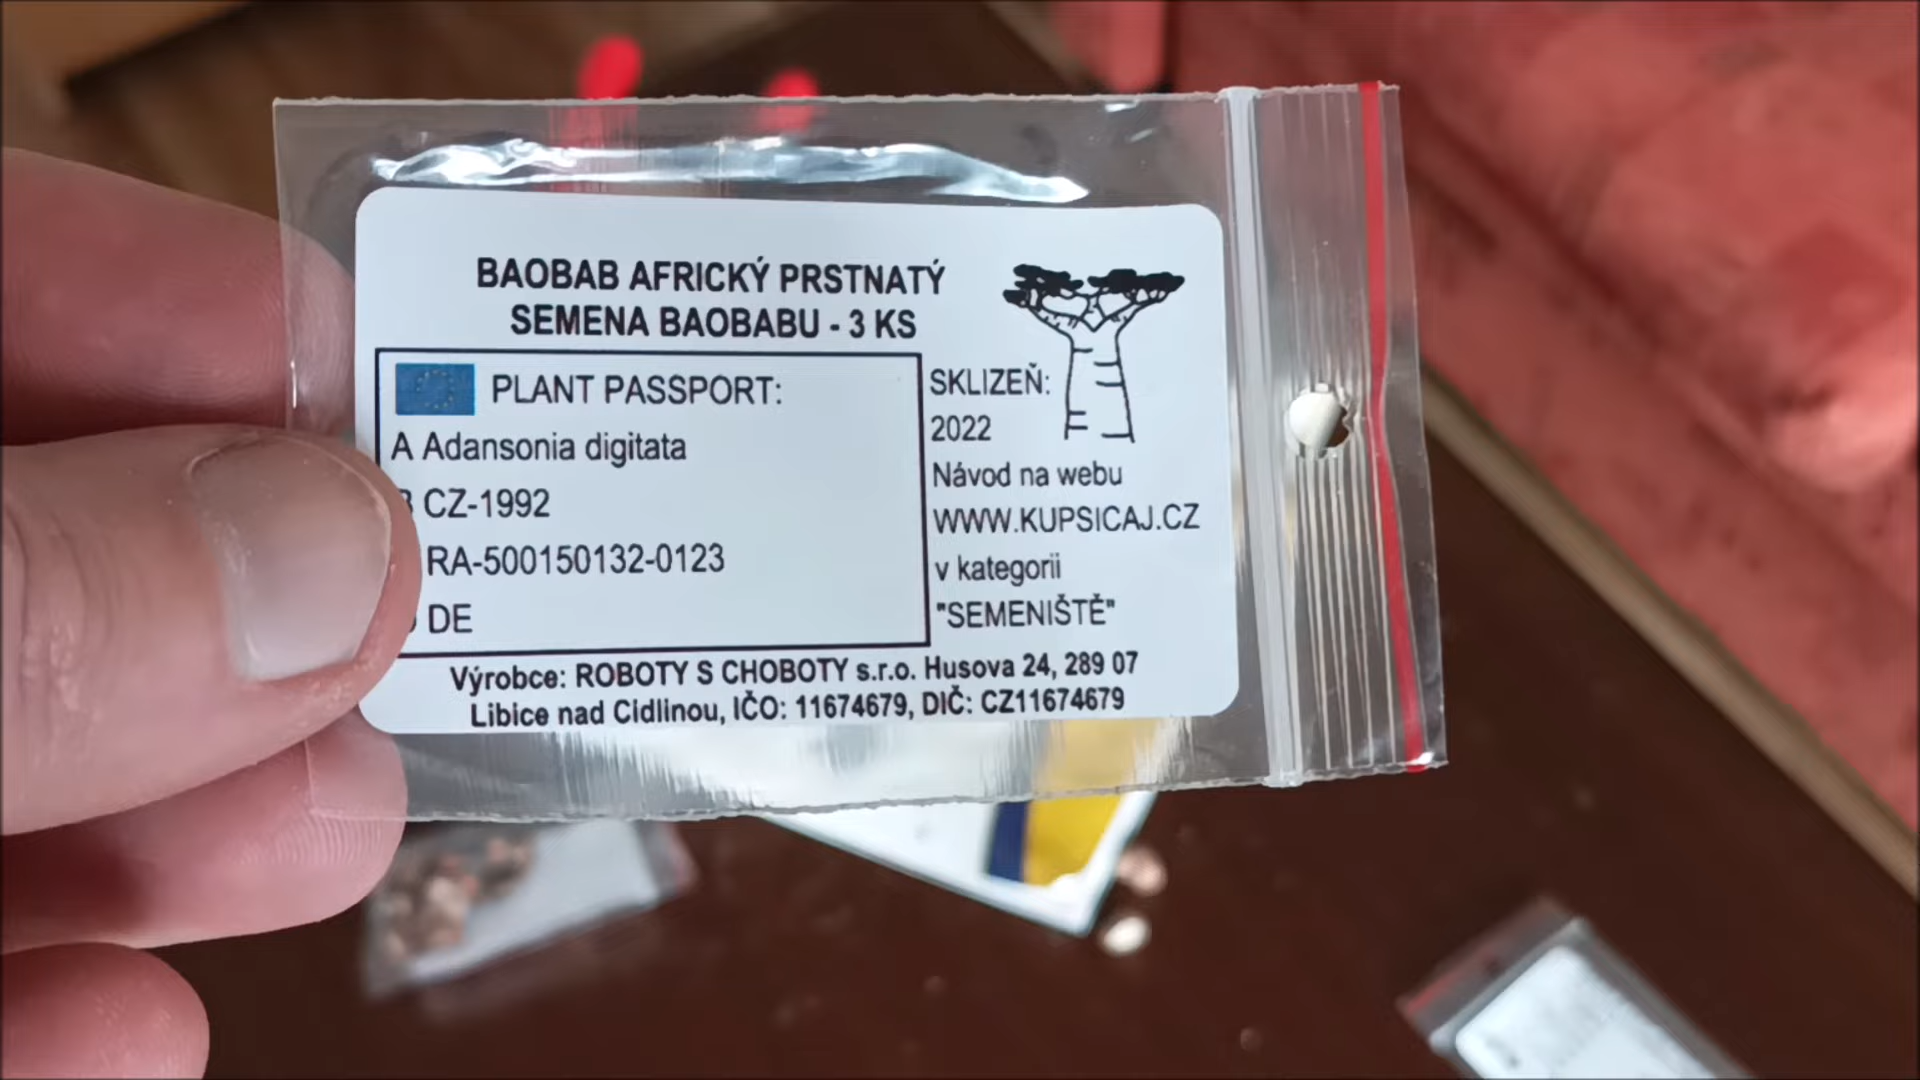 BAOBAB AFRICKÝ PRSTNATÝ
SEMENA BAOBABU - 3 KS
PLANT PASSPORT:
A Adansonia digitata
CZ-1992
RA-500150132-0123
DE
SKLIZEŇ:
2022
Návod na webu
WWW.KUPSICAJ.CZ
v kategorii
"SEMENIŠTĚ"
Výrobce: ROBOTY S CHOBOTY s.r.o. Husova 24, 289 07
Libice nad Cidlinou, IČO: 11674679, DIČ: CZ11674679